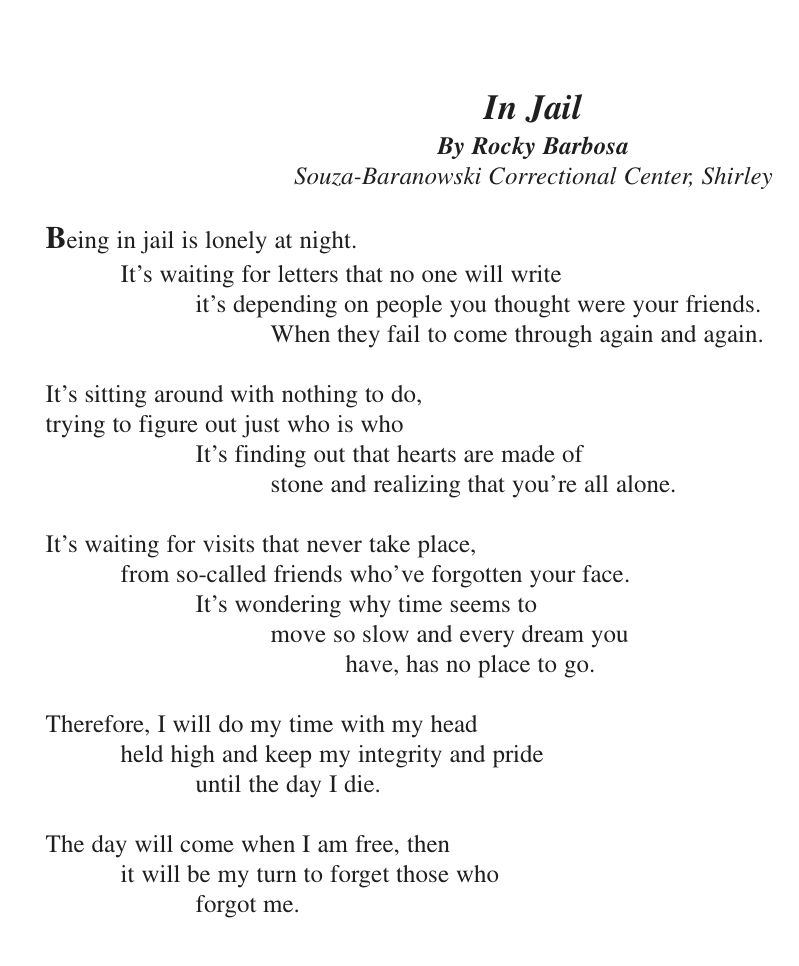 In Jail
By Rocky Barbosa
Souza-Baranowski Correctional Center, Shirley
Being in jail is lonely at night.
It’s waiting for letters that no one will write
it’s depending on people you thought were your friends.
When they fail to come through again and again.
It’s sitting around with nothing to do,
trying to figure out just who is who
It’s finding out that hearts are made of
stone and realizing that you’re all alone.
It’s waiting for visits that never take place,
from so-called friends who’ve forgotten your face.
It’s wondering why time seems to
move so slow and every dream you
have, has no place to go.
Therefore, I will do my time with my head
held high and keep my integrity and pride
until the day I die.
The day will come when I am free, then
it will be my turn to forget those who
forgot me.